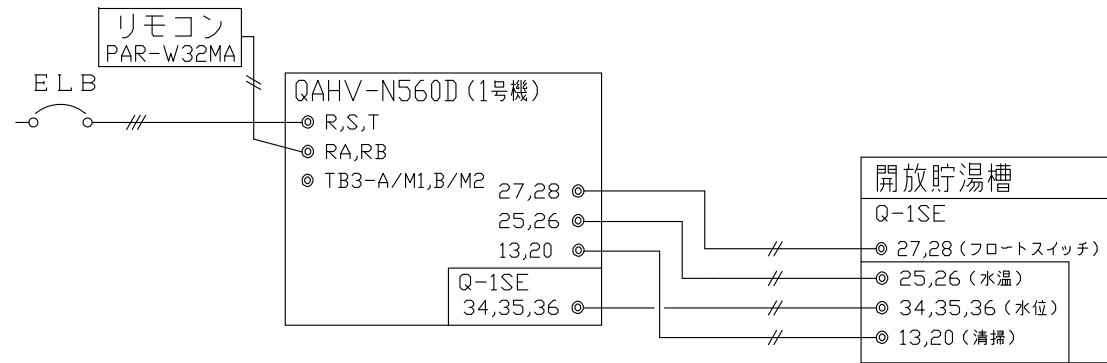 リモコン
PAR-W32MA
ELB
QAHV-N560D(1号機)
R,S,T
RA,RB
TB3-A/M1,B/M2
27,28
25,26
13,20
Q-1SE
34,35,36
開放貯湯槽
Q-1SE
27,28(フロートスイッチ)
25,26(水温)
34,35,36(水位)
13,20(清掃)